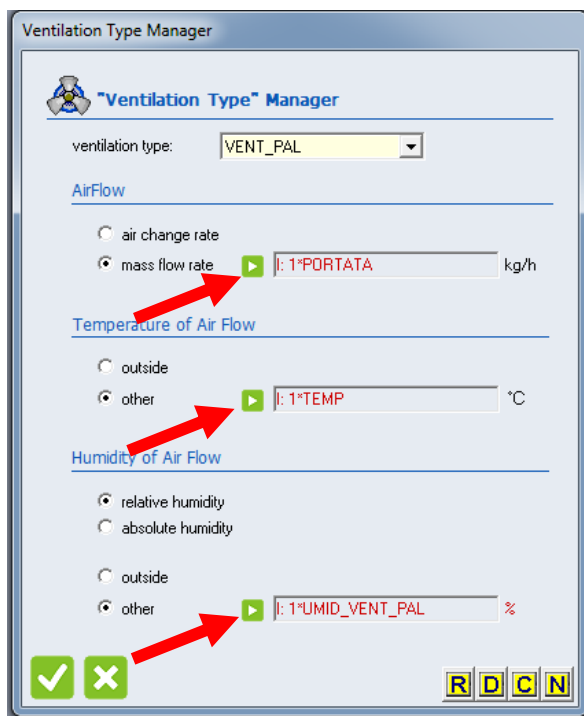 Ventilation Type Manager
"Ventilation Type" Manager
ventilation type: VENT_PAL
AirFlow
air change rate
mass flow rate I: 1*PORTATA kg/h
Temperature of Air Flow
outside
other I: 1*TEMP °C
Humidity of Air Flow
relative humidity
absolute humidity
outside
other I: 1*UMID_VENT_PAL %
R D C N